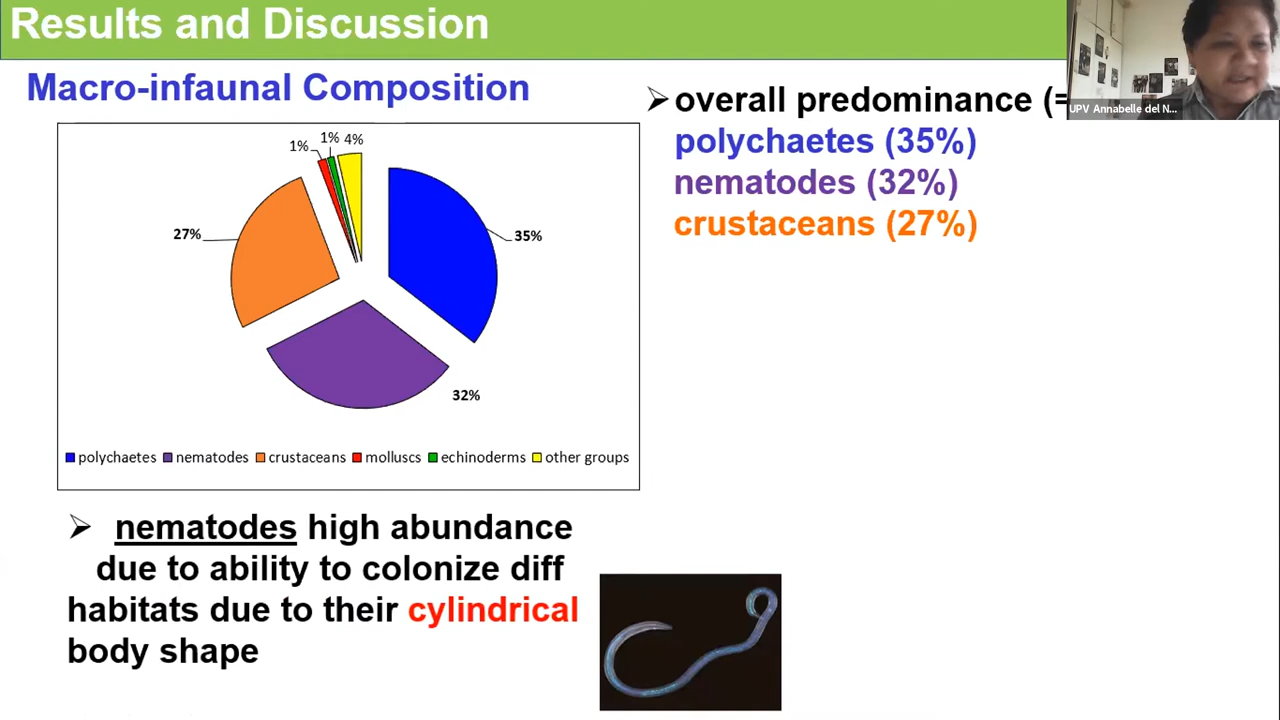 Results and Discussion
Macro-infaunal Composition
1% 1% 4%
27%
35%
32%
polychaetes nematodes crustaceans molluscs echinoderms other groups
➢ overall predominance (=
polychaetes (35%)
nematodes (32%)
crustaceans (27%)
UPV Annabelle del N...
➢ nematodes high abundance
due to ability to colonize diff
habitats due to their cylindrical
body shape